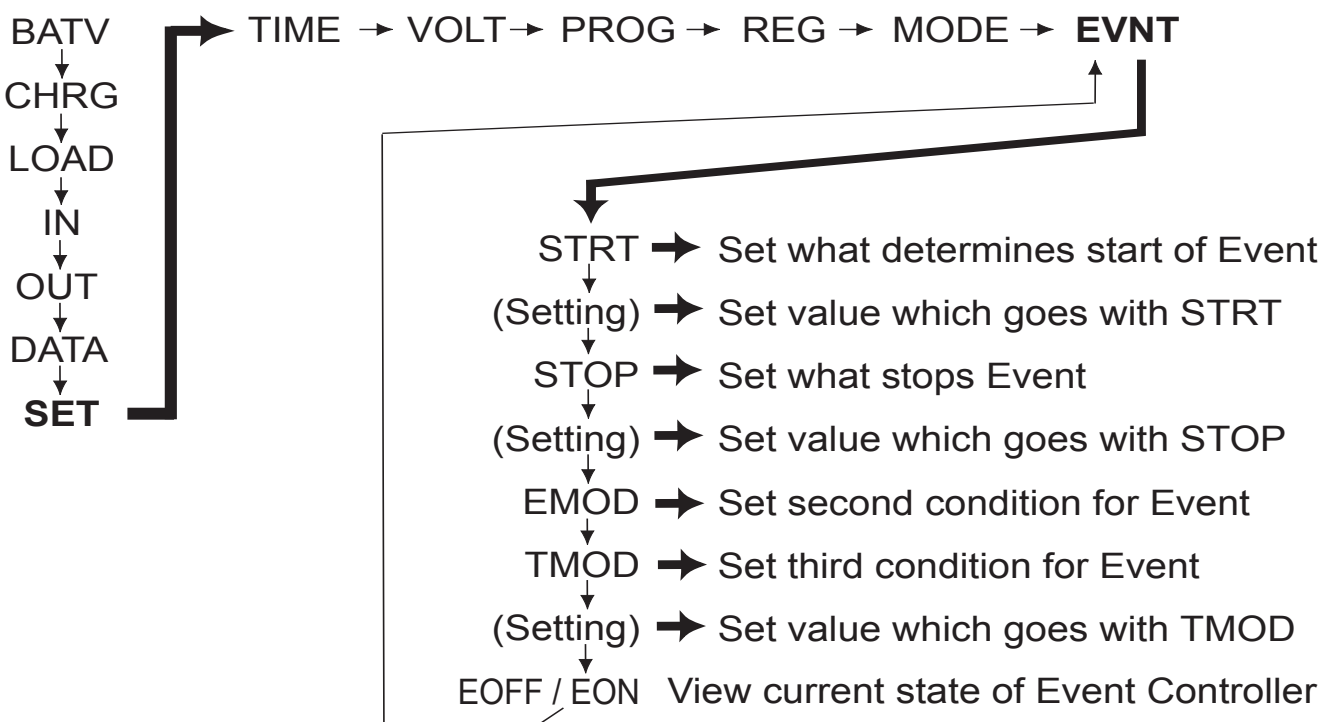 BATV
CHRG
LOAD
IN
OUT
DATA
SET
TIME VOLT PROG REG MODE EVNT
STRT Set what determines start of Event
(Setting) Set value which goes with STRT
STOP Set what stops Event
(Setting) Set value which goes with STOP
EMOD Set second condition for Event
TMOD Set third condition for Event
(Setting) Set value which goes with TMOD
EOFF / EON View current state of Event Controller